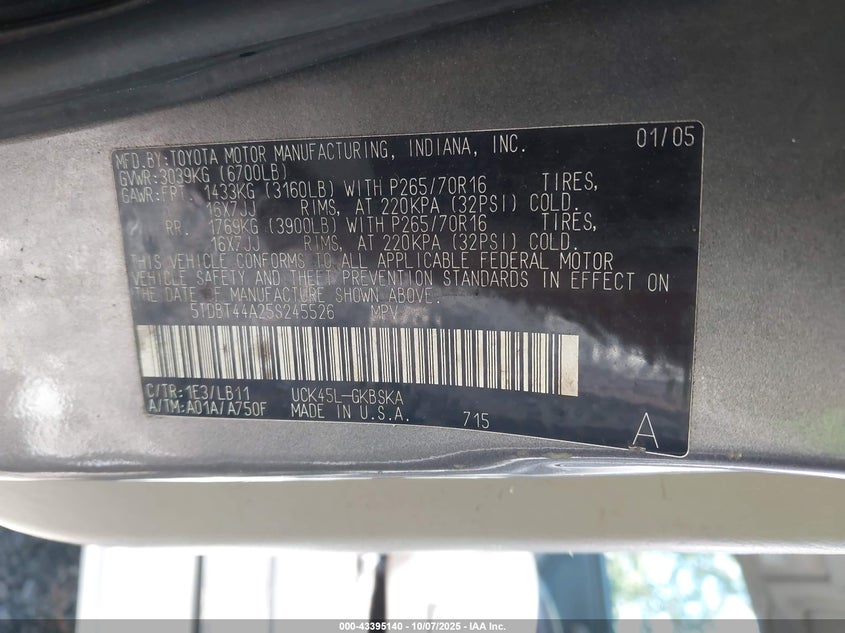 MFD.BY:TOYOTA MOTOR MANUFACTURING, INDIANA, INC. 01/05
GVWR:3039KG (6700LB)
GAWR:FRT. 1433KG (3160LB) WITH P265/70R16 TIRES,
16X7JJ RIMS, AT 220KPA (32PSI) COLD.
RR. 1769KG (3900LB) WITH P265/70R16 TIRES,
16X7JJ RIMS, AT 220KPA (32PSI) COLD.
THIS VEHICLE CONFORMS TO ALL APPLICABLE FEDERAL MOTOR
VEHICLE SAFETY AND THEFT PREVENTION STANDARDS IN EFFECT ON
THE DATE OF MANUFACTURE SHOWN ABOVE.
5TDBT44A25S245526 MPV
C/TR:1E3/LB11 UCK45L-GKBSKA
A/TM:A01A/A750F MADE IN U.S.A. 715 A
000-43395140 - 10/07/2025 - IAA Inc.